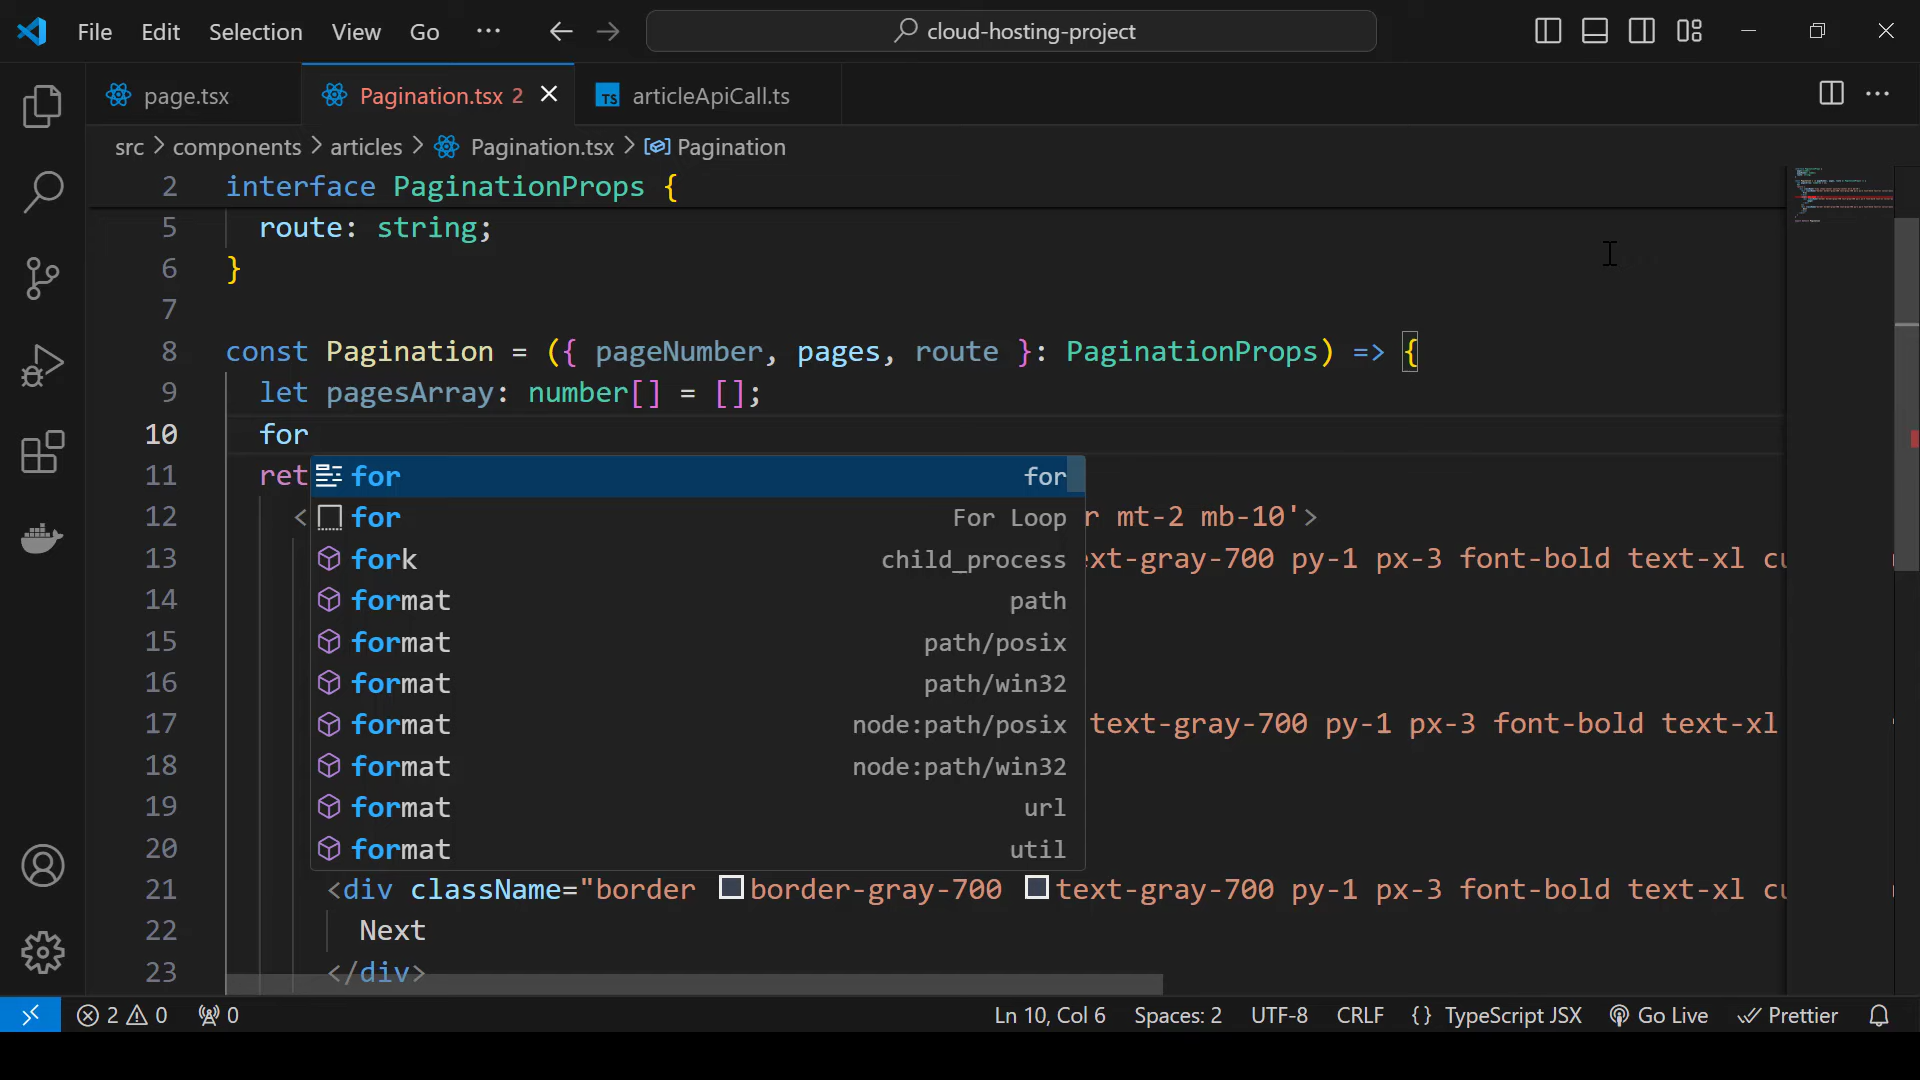 File Edit Selection View Go ··· cloud-hosting-project
page.tsx Pagination.tsx 2 TS articleApiCall.ts
src > components > articles > Pagination.tsx > Pagination
2 interface PaginationProps {
5 route: string;
6 }
7
8 const Pagination = ({ pageNumber, pages, route }: PaginationProps) => {
9 let pagesArray: number[] = [];
10 for
11 ret
for for
12 < r mt-2 mb-10'>
for For Loop
13 ext-gray-700 py-1 px-3 font-bold text-xl cu
fork child_process
14
format path
15
format path/posix
16
format path/win32
17 text-gray-700 py-1 px-3 font-bold text-xl
format node:path/posix
18
format node:path/win32
19
format url
20
format util
21 <div className="border border-gray-700 text-gray-700 py-1 px-3 font-bold text-xl cu
22 Next
23 </div>
2 0 0 Ln 10, Col 6 Spaces: 2 UTF-8 CRLF {} TypeScript JSX Go Live Prettier